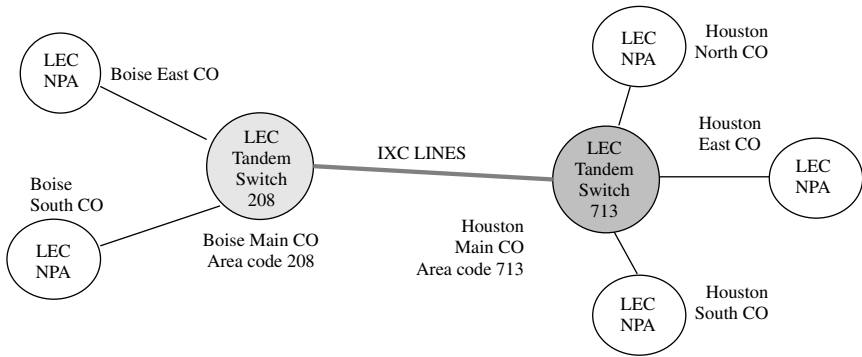 LEC
NPA
Boise East CO
Boise
South CO
LEC
NPA
LEC
Tandem
Switch
208
Boise Main CO
Area code 208
IXC LINES
LEC
Tandem
Switch
713
Houston
Main CO
Area code 713
LEC
NPA
Houston
North CO
Houston
East CO
LEC
NPA
LEC
NPA
Houston
South CO